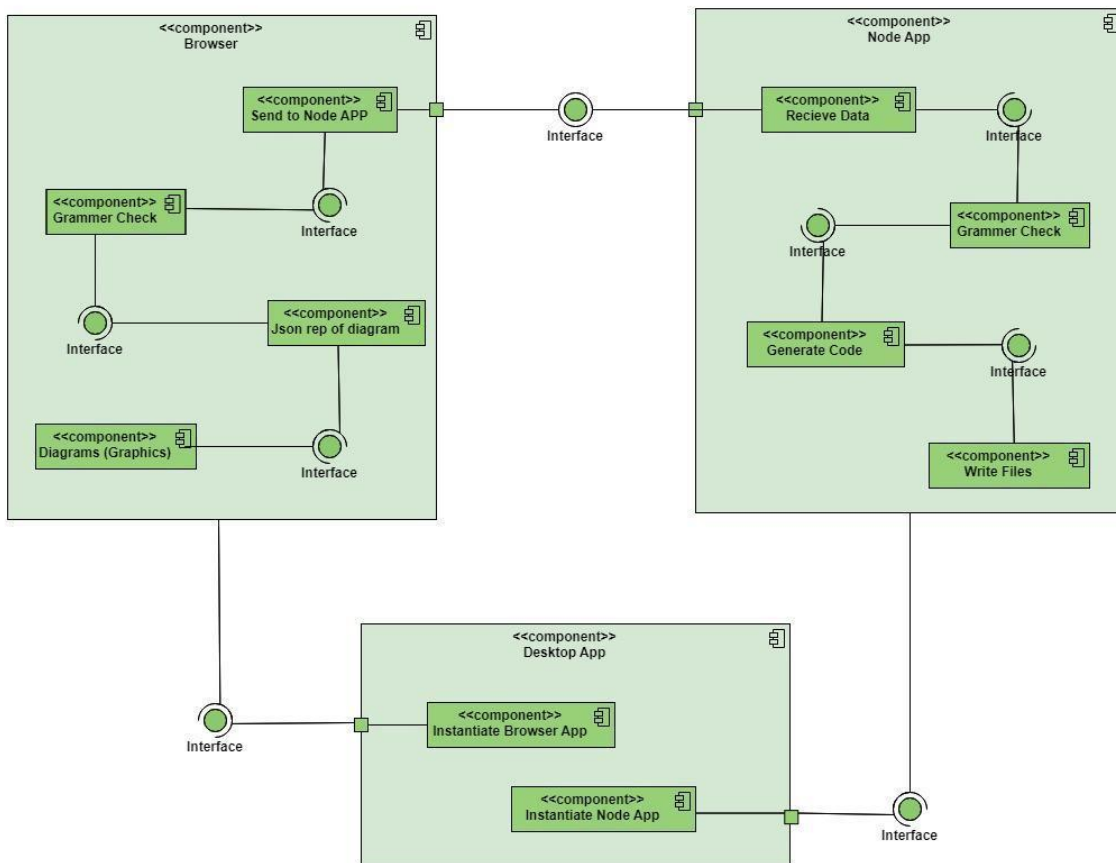 <<component>>
Browser
<<component>>
Send to Node APP
<<component>>
Grammer Check
Interface
<<component>>
Json rep of diagram
Interface
<<component>>
Diagrams (Graphics)
Interface
Interface
<<component>>
Node App
<<component>>
Recieve Data
Interface
<<component>>
Grammer Check
Interface
<<component>>
Generate Code
Interface
<<component>>
Write Files
<<component>>
Desktop App
<<component>>
Instantiate Browser App
Interface
<<component>>
Instantiate Node App
Interface